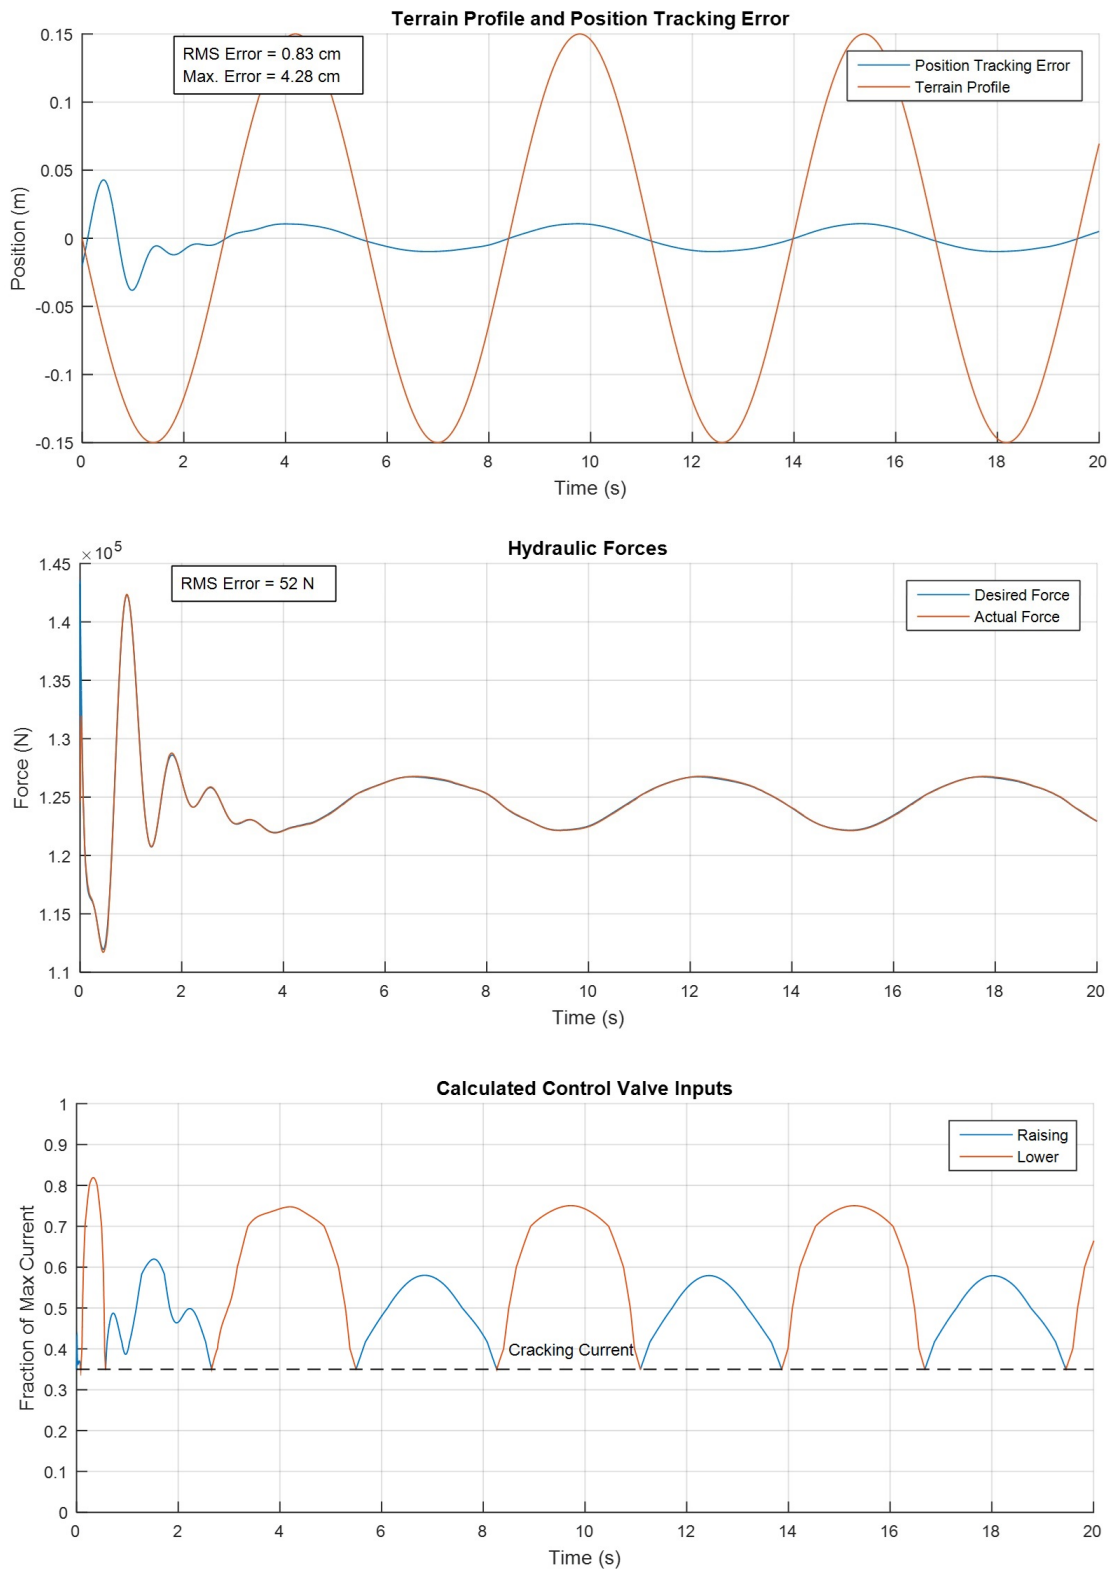 Terrain Profile and Position Tracking Error
RMS Error = 0.83 cm
Max. Error = 4.28 cm
Position Tracking Error
Terrain Profile
Position (m)
0.15
0.1
0.05
0
-0.05
-0.1
-0.15
0 2 4 6 8 10 12 14 16 18 20
Time (s)
Hydraulic Forces
×10^5
RMS Error = 52 N
Desired Force
Actual Force
Force (N)
1.45
1.4
1.35
1.3
1.25
1.2
1.15
1.1
0 2 4 6 8 10 12 14 16 18 20
Time (s)
Calculated Control Valve Inputs
Raising
Lower
Fraction of Max Current
1
0.9
0.8
0.7
0.6
0.5
0.4
0.3
0.2
0.1
0
Cracking Current
0 2 4 6 8 10 12 14 16 18 20
Time (s)